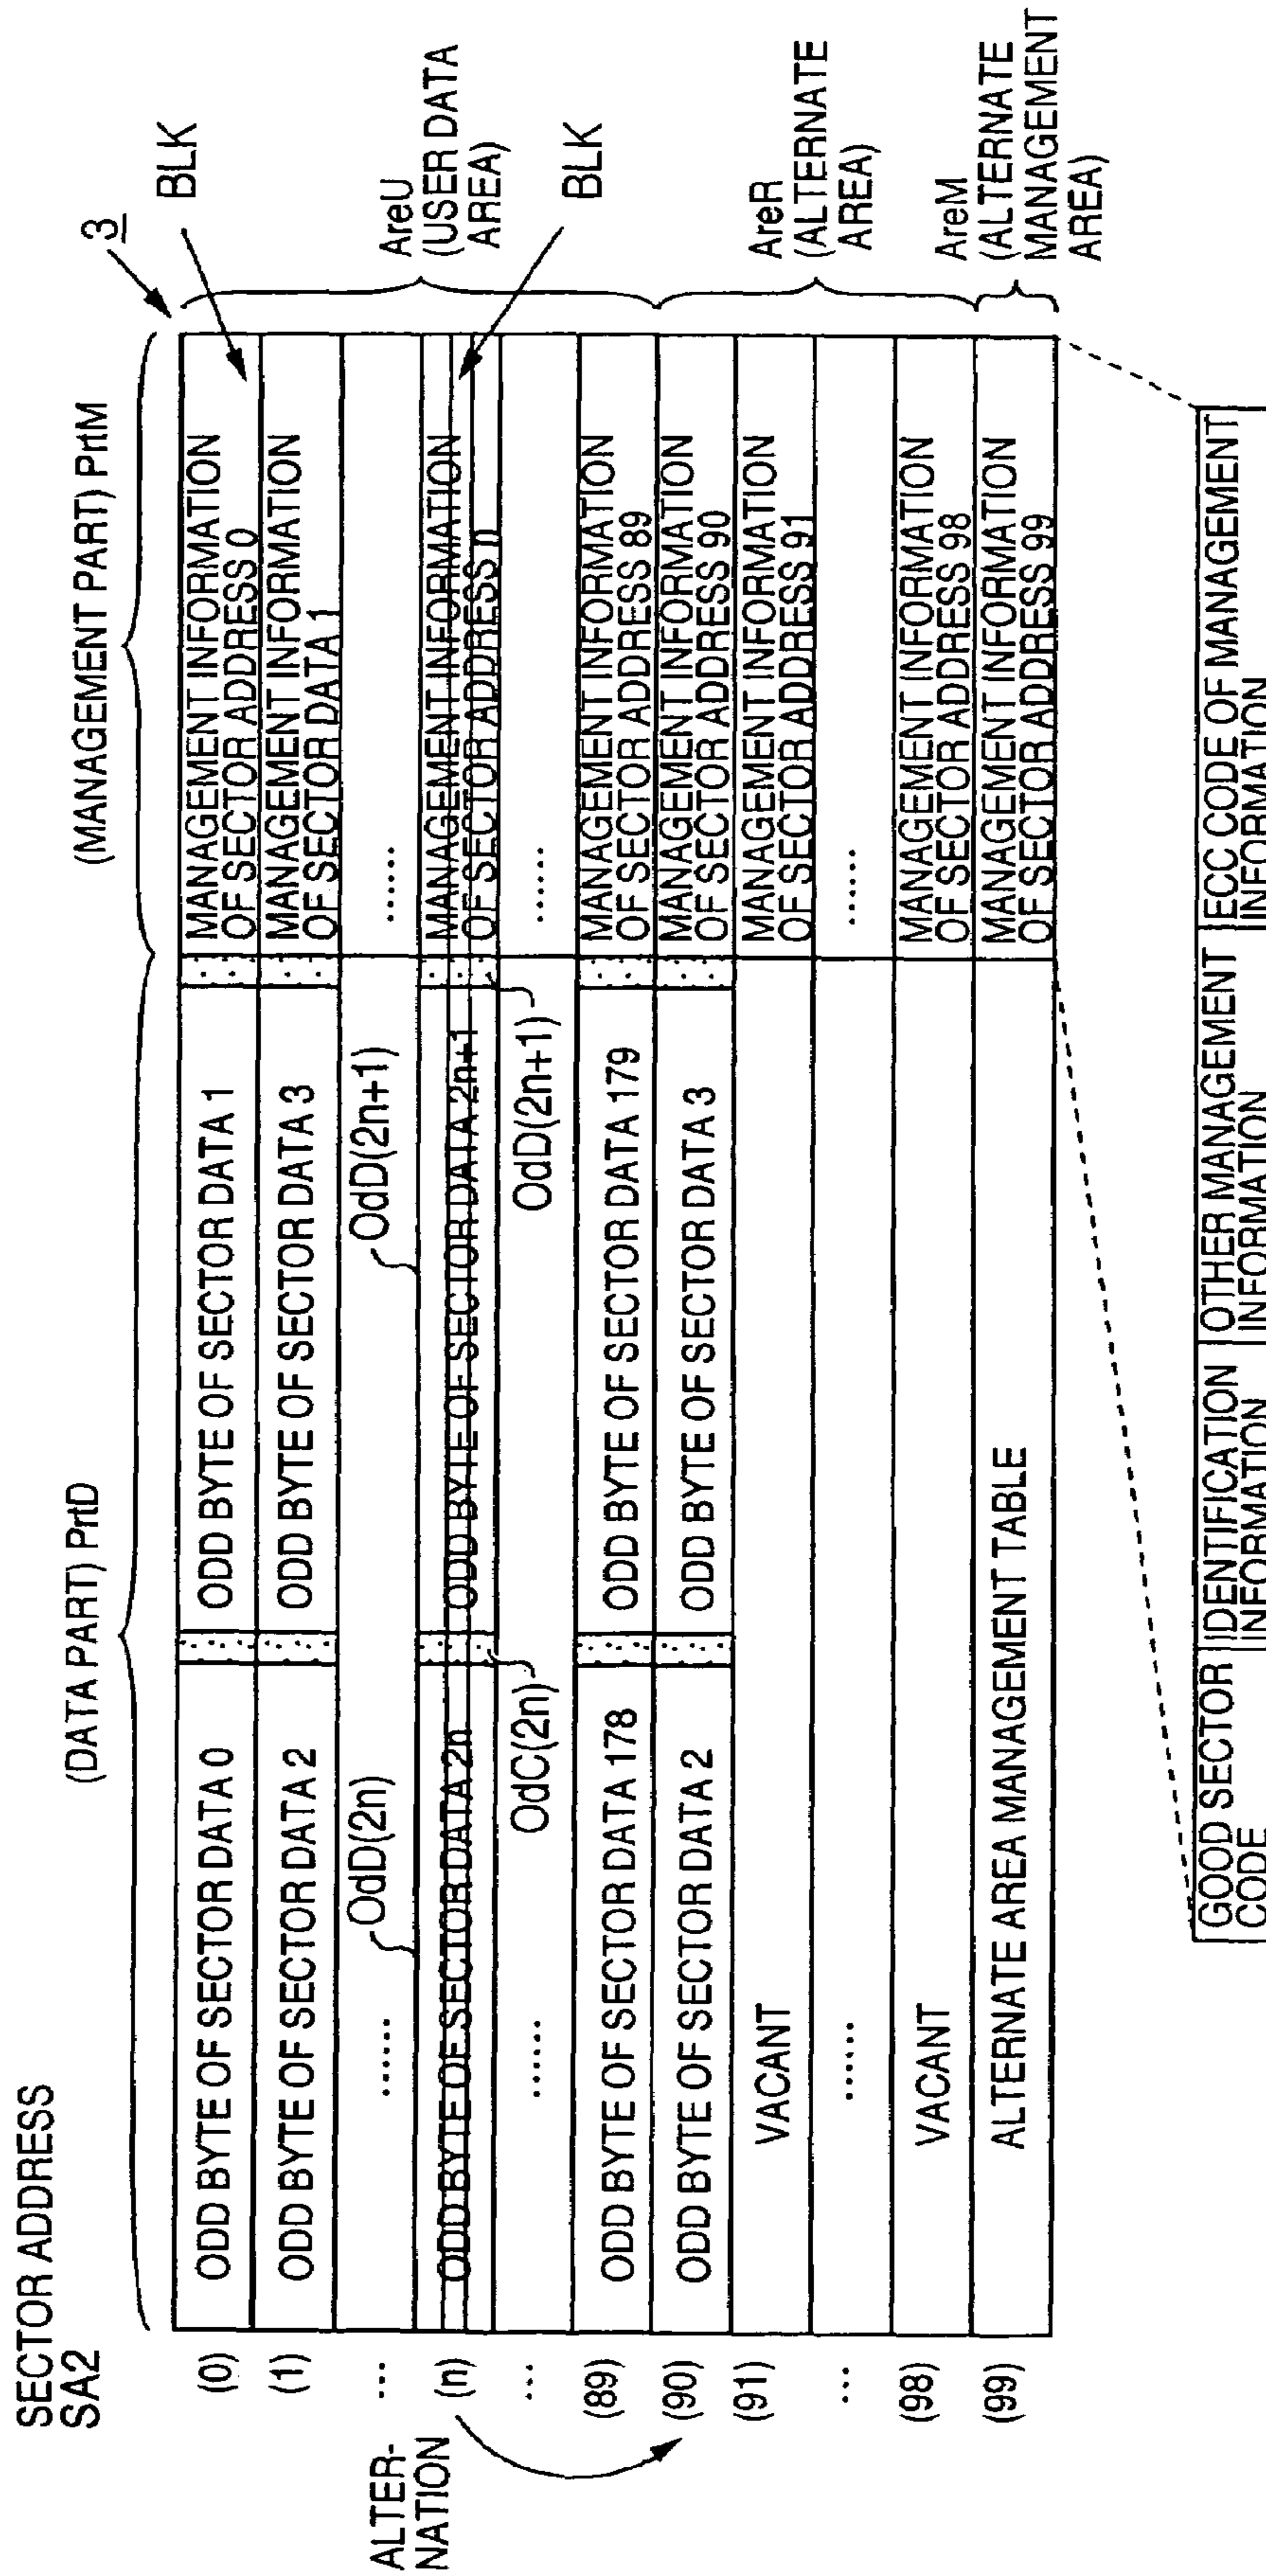 SECTOR ADDRESS
SA2
(DATA PART) PrtD
(MANAGEMENT PART) PrtM
3
BLK
(0)
ODD BYTE OF SECTOR DATA 0
ODD BYTE OF SECTOR DATA 1
MANAGEMENT INFORMATION
OF SECTOR ADDRESS 0
(1)
ODD BYTE OF SECTOR DATA 2
ODD BYTE OF SECTOR DATA 3
MANAGEMENT INFORMATION
OF SECTOR DATA 1
...
......
OdD(2n)
OdD(2n+1)
......
AreU
(USER DATA
AREA)
ALTER-
NATION
(n)
ODD BYTE OF SECTOR DATA 2n
ODD BYTE OF SECTOR DATA 2n+1
MANAGEMENT INFORMATION
OF SECTOR ADDRESS n
BLK
...
......
OdC(2n)
OdD(2n+1)
......
(89)
ODD BYTE OF SECTOR DATA 178
ODD BYTE OF SECTOR DATA 179
MANAGEMENT INFORMATION
OF SECTOR ADDRESS 89
(90)
ODD BYTE OF SECTOR DATA 2
ODD BYTE OF SECTOR DATA 3
MANAGEMENT INFORMATION
OF SECTOR ADDRESS 90
(91)
VACANT
MANAGEMENT INFORMATION
OF SECTOR ADDRESS 91
AreR
(ALTERNATE
AREA)
...
......
......
(98)
VACANT
MANAGEMENT INFORMATION
OF SECTOR ADDRESS 98
(99)
ALTERNATE AREA MANAGEMENT TABLE
MANAGEMENT INFORMATION
OF SECTOR ADDRESS 99
AreM
(ALTERNATE
MANAGEMENT
AREA)
GOOD SECTOR
CODE
IDENTIFICATION
INFORMATION
OTHER MANAGEMENT
INFORMATION
ECC CODE OF MANAGEMENT
INFORMATION